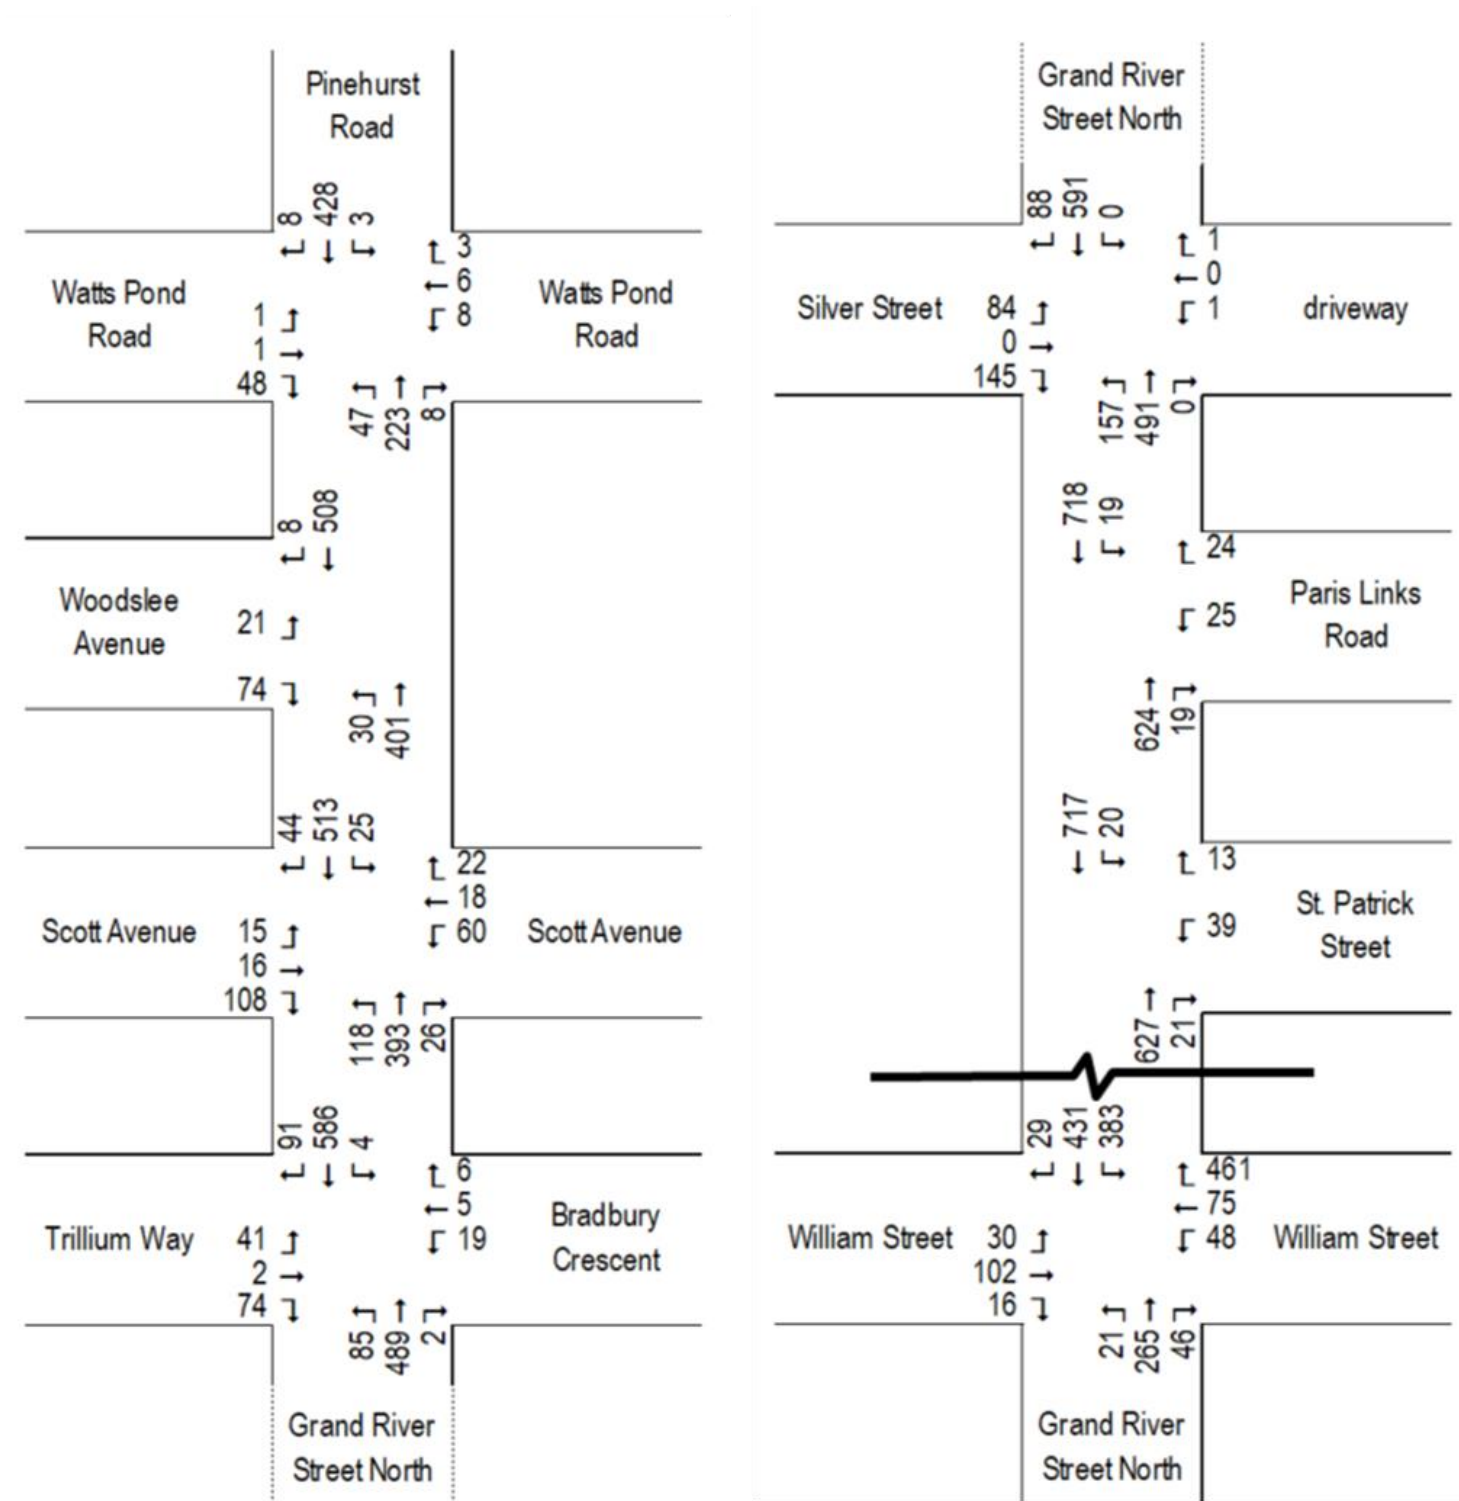 Pinehurst
Road
8
428
3
3
6
8
Watts Pond
Road
Watts Pond
Road
1
1
48
47
223
8
8
508
Woodslee
Avenue
21
74
30
401
44
513
25
22
18
60
Scott Avenue
Scott Avenue
15
16
108
118
393
26
91
586
4
6
5
19
Trillium Way
Bradbury
Crescent
41
2
74
85
489
2
Grand River
Street North
Grand River
Street North
88
591
0
1
0
1
Silver Street
driveway
84
0
145
157
491
0
718
19
24
25
Paris Links
Road
624
19
717
20
13
39
St. Patrick
Street
627
21
29
431
383
461
75
48
William Street
William Street
30
102
16
21
265
46
Grand River
Street North